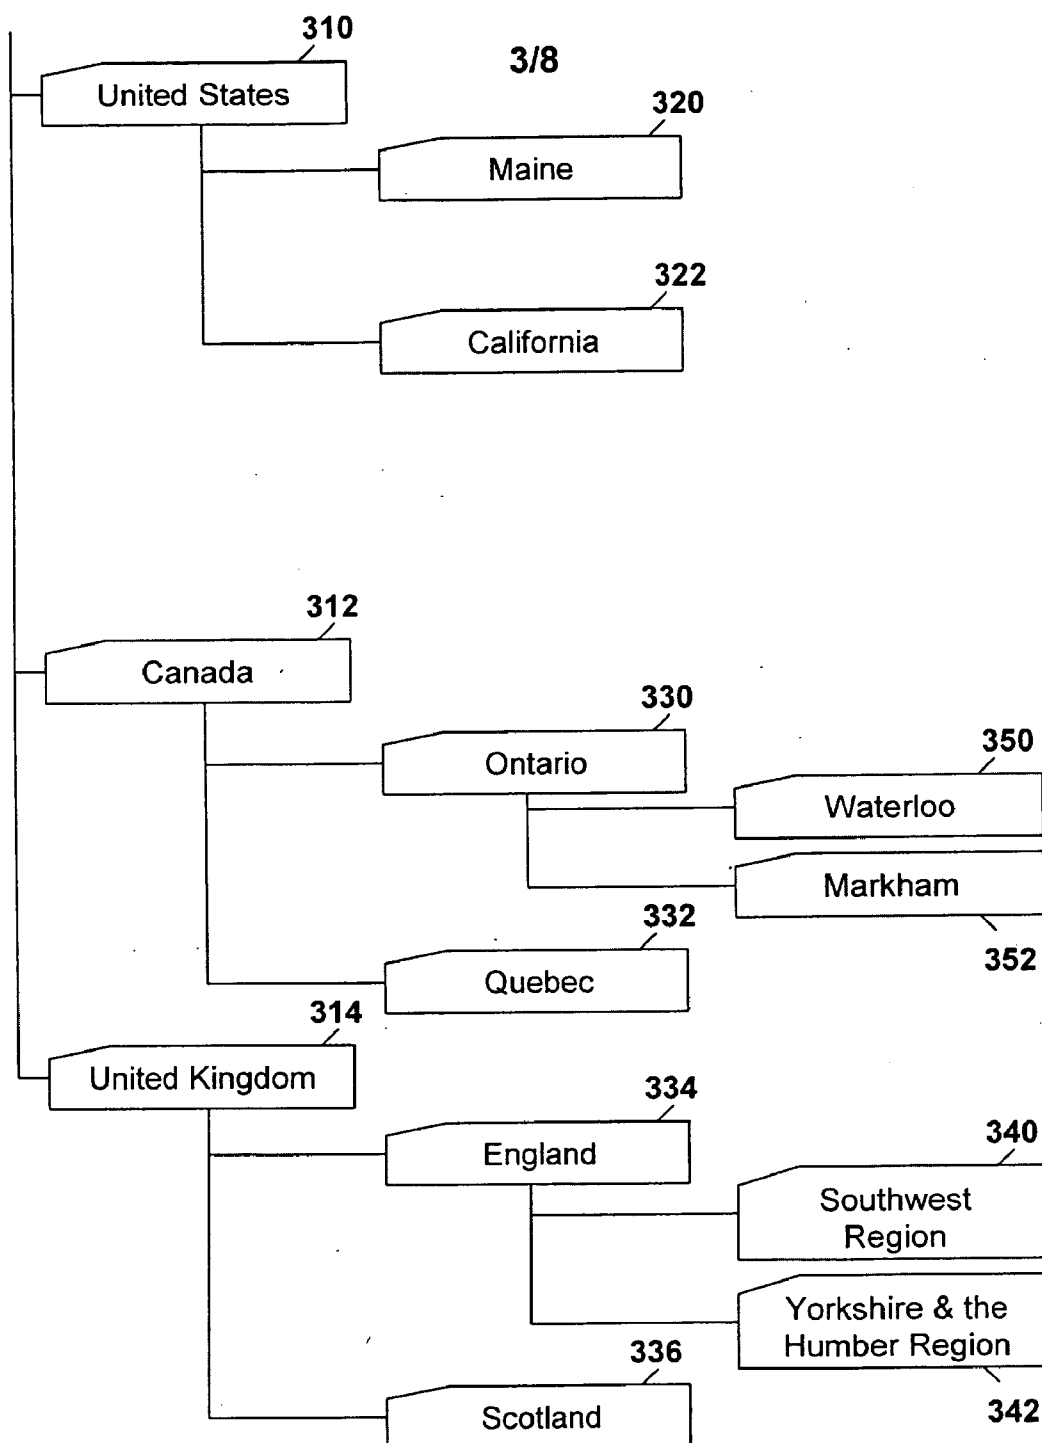 310
3/8
United States
320
Maine
322
California
312
Canada
330
Ontario
350
Waterloo
Markham
352
332
Quebec
314
United Kingdom
334
England
340
Southwest
Region
Yorkshire & the
Humber Region
342
336
Scotland